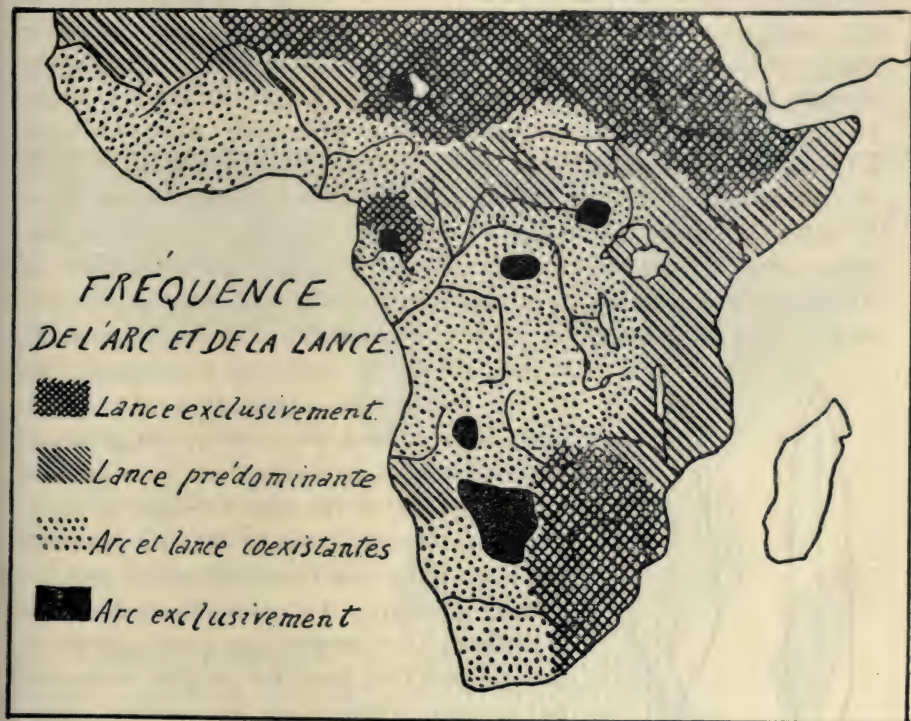 FRÉQUENCE
DE L'ARC ET DE LA LANCE.
Lance exclusivement.
Lance prédominante
Arc et lance coexistantes
Arc exclusivement